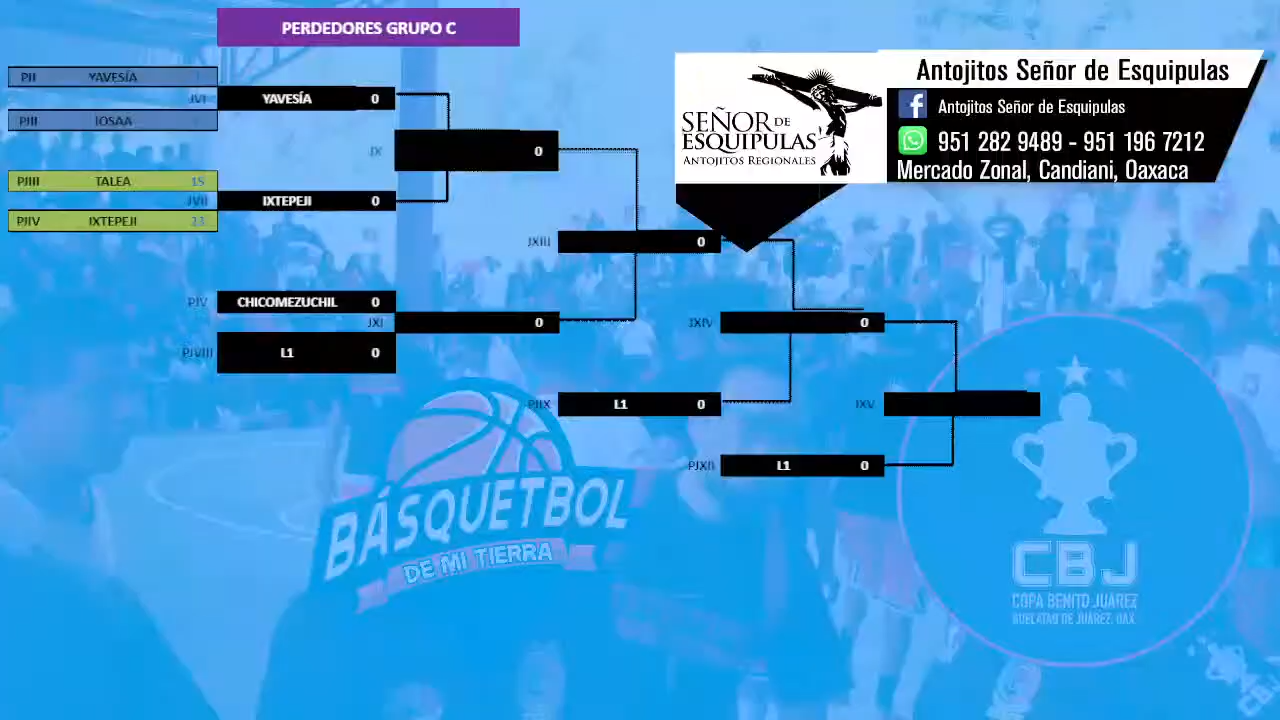 PERDEDORES GRUPO C
PJI YAVESÍA
JVI YAVESÍA 0
PJII IOSAA
JX 0
PJIII TALEA 15
JVII IXTEPEJI 0
PJIV IXTEPEJI
JXIII 0
PJV CHICOMEZUCHIL 0
JXI 0
JXIV 0
PJVIII L1 0
PJIX L1 0
JXV
PJXII L1 0
SEÑOR DE
ESQUIPULAS
ANTOJITOS REGIONALES
Antojitos Señor de Esquipulas
f Antojitos Señor de Esquipulas
951 282 9489 - 951 196 7212
Mercado Zonal, Candiani, Oaxaca
BÁSQUETBOL
DE MI TIERRA
CBJ
COPA BENITO JUÁREZ
GUELATAO DE JUÁREZ, OAX.
CBJ